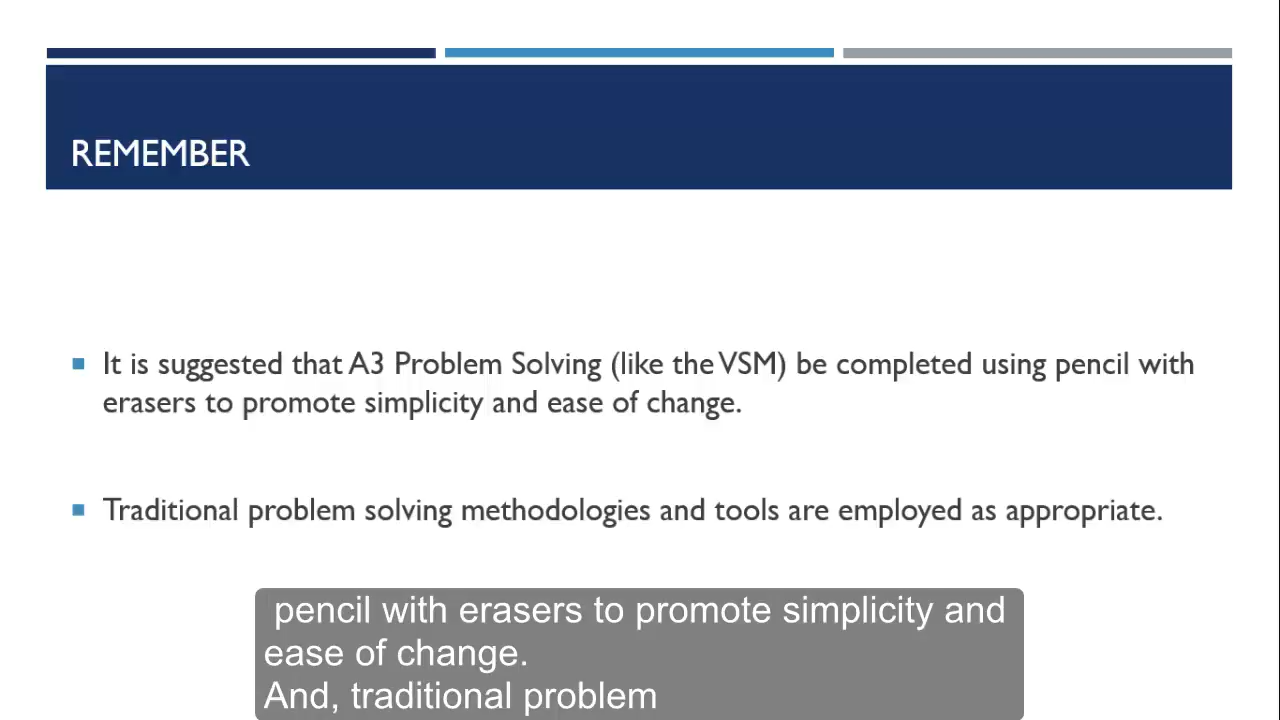 REMEMBER
It is suggested that A3 Problem Solving (like the VSM) be completed using pencil with
erasers to promote simplicity and ease of change.
Traditional problem solving methodologies and tools are employed as appropriate.
pencil with erasers to promote simplicity and
ease of change.
And, traditional problem